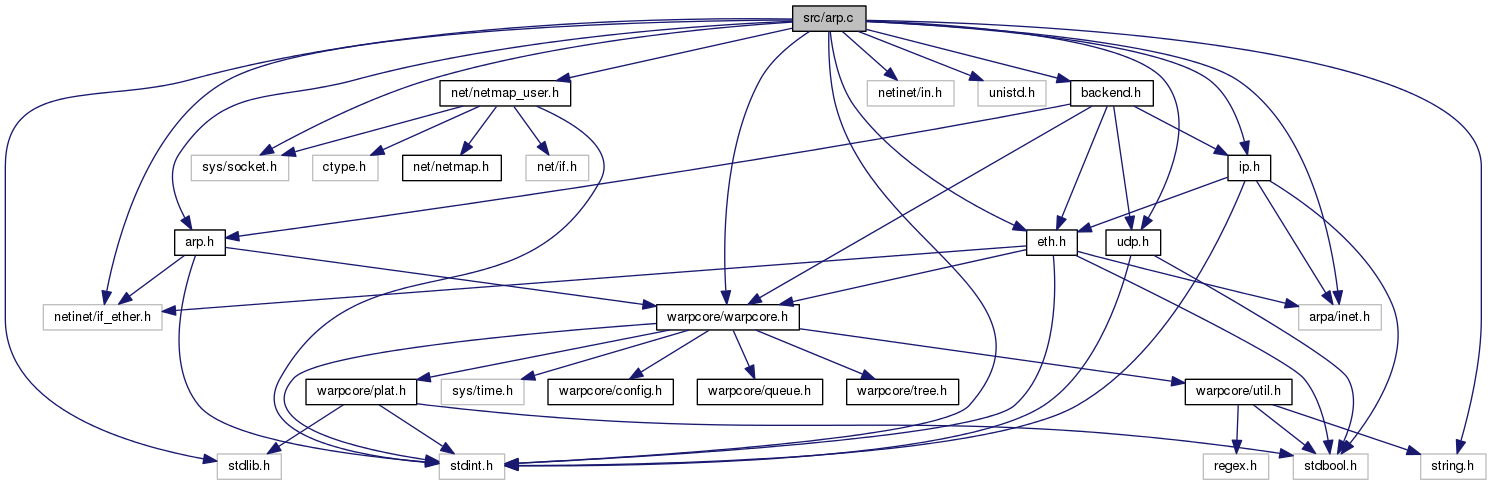 src/arp.c
net/netmap_user.h
netinet/in.h
unistd.h
backend.h
sys/socket.h
ctype.h
net/netmap.h
net/if.h
ip.h
arp.h
eth.h
udp.h
netinet/if_ether.h
warpcore/warpcore.h
arpa/inet.h
warpcore/plat.h
sys/time.h
warpcore/config.h
warpcore/queue.h
warpcore/tree.h
warpcore/util.h
stdlib.h
stdint.h
regex.h
stdbool.h
string.h